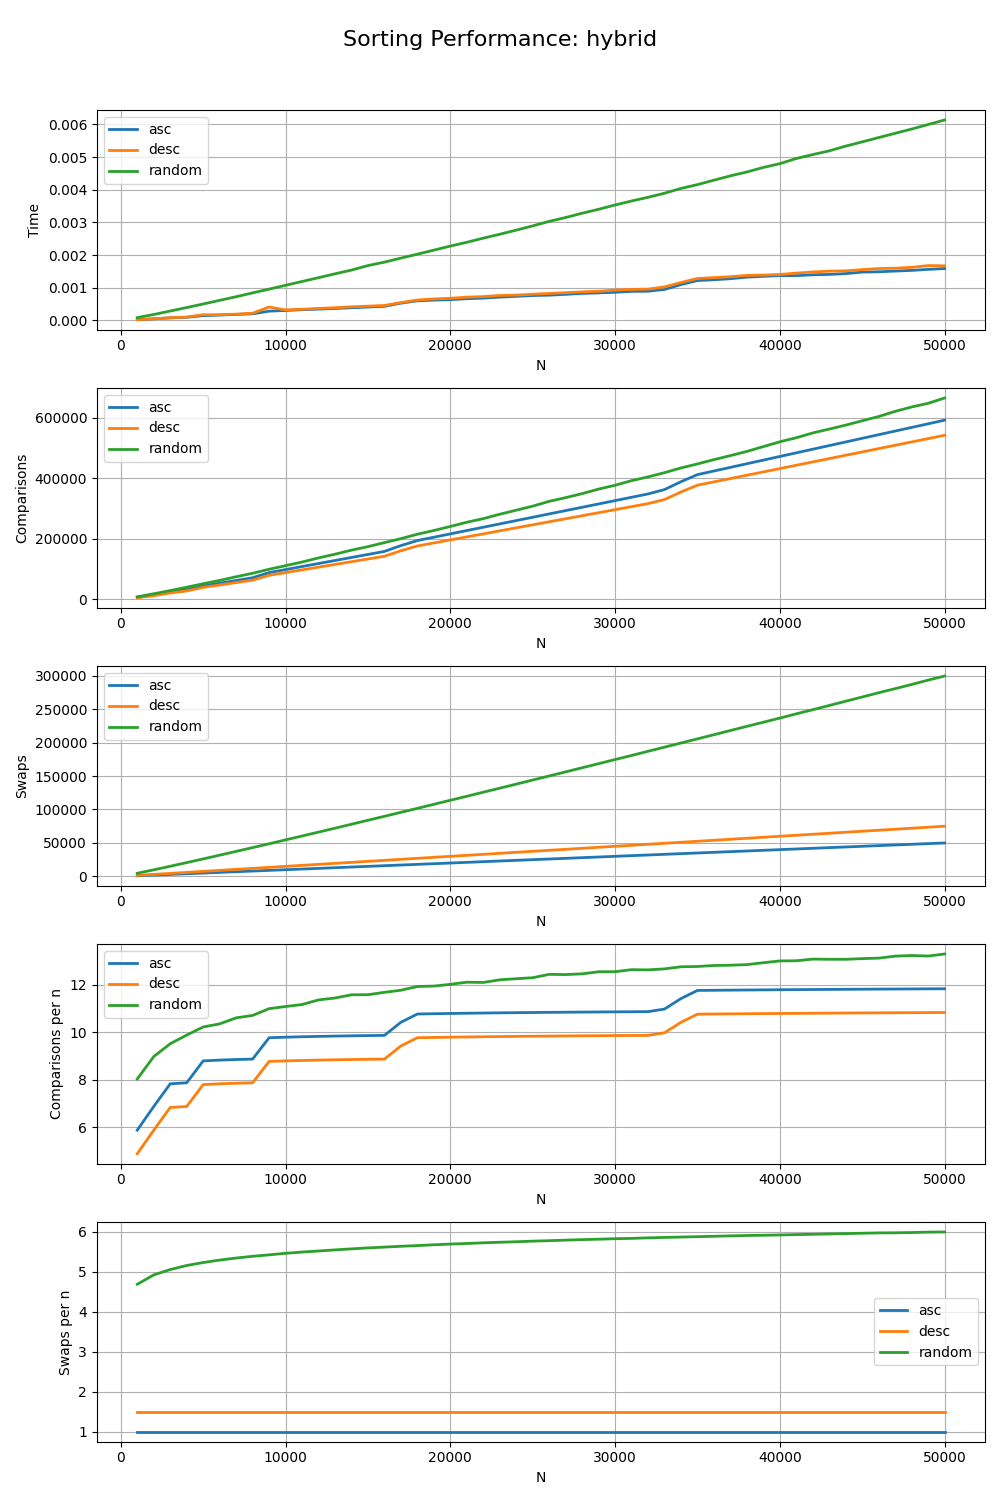 Sorting Performance: hybrid
asc
desc
random
0.006
0.005
0.004
0.003
0.002
0.001
0.000
Time
0 10000 20000 30000 40000 50000
N
asc
desc
random
600000
400000
200000
0
Comparisons
0 10000 20000 30000 40000 50000
N
asc
desc
random
300000
250000
200000
150000
100000
50000
0
Swaps
0 10000 20000 30000 40000 50000
N
asc
desc
random
12
10
8
6
Comparisons per n
0 10000 20000 30000 40000 50000
N
6
5
4
3
2
1
Swaps per n
asc
desc
random
0 10000 20000 30000 40000 50000
N